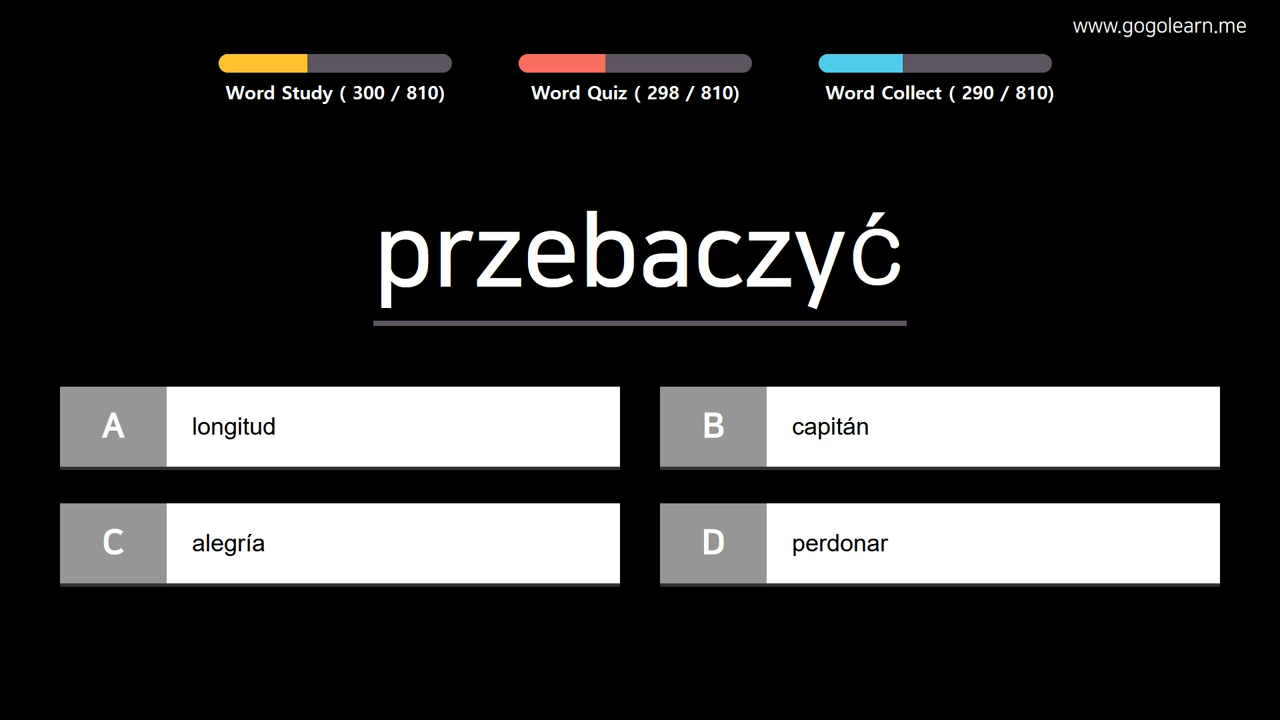 www.gogolearn.me
Word Study ( 300 / 810)
Word Quiz ( 298 / 810)
Word Collect ( 290 / 810)
przebaczyć
A longitud
B capitán
C alegría
D perdonar